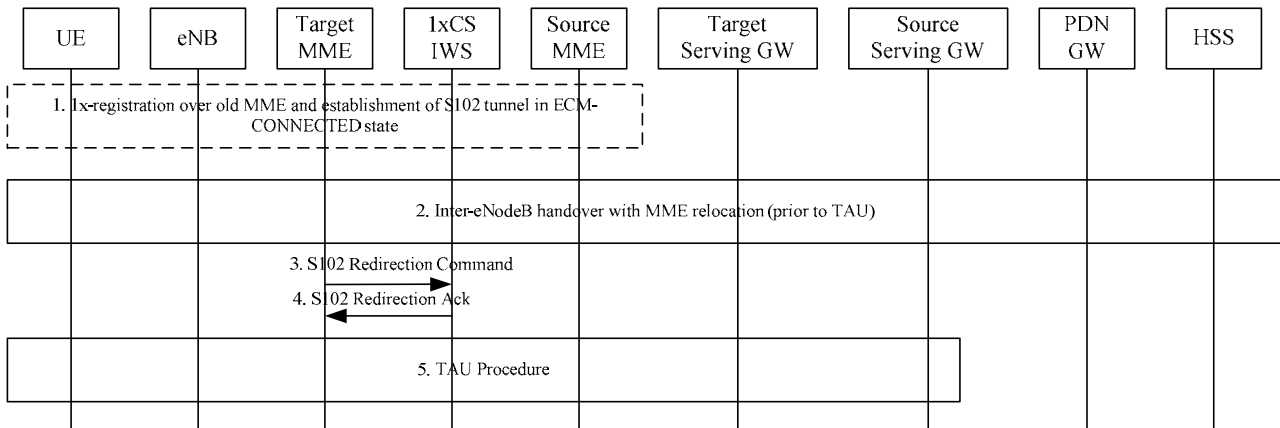 UE
eNB
Target
MME
1xCS
IWS
Source
MME
Target
Serving GW
Source
Serving GW
PDN
GW
HSS
1. 1x-registration over old MME and establishment of S102 tunnel in ECM-
CONNECTED state
2. Inter-eNodeB handover with MME relocation (prior to TAU)
3. S102 Redirection Command
4. S102 Redirection Ack
5. TAU Procedure